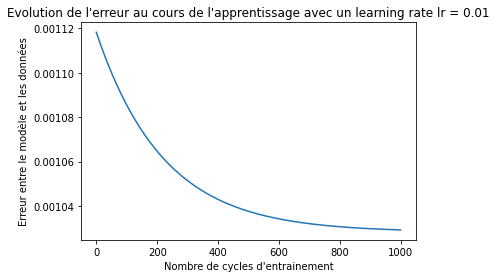 Evolution de l'erreur au cours de l'apprentissage avec un learning rate lr = 0.01
0.00112
0.00110
0.00108
0.00106
0.00104
Erreur entre le modèle et les données
0 200 400 600 800 1000
Nombre de cycles d'entrainement